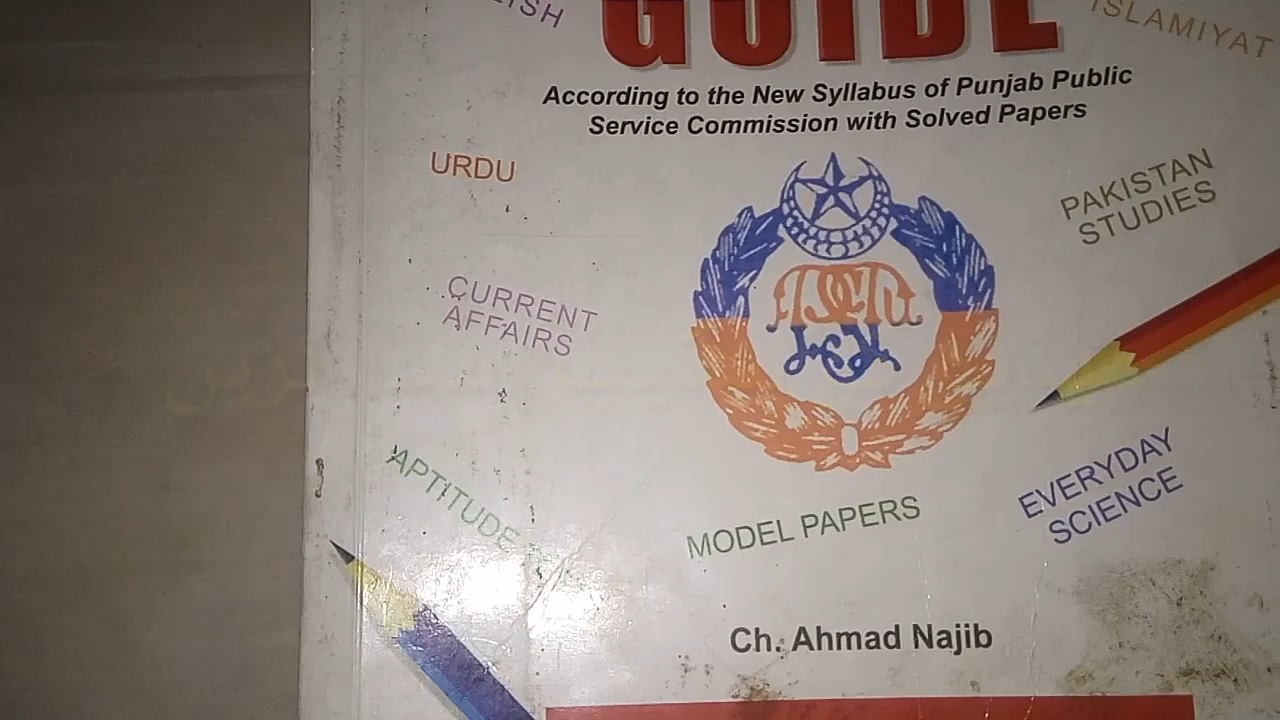 GUIDE
ISLAMIYAT
According to the New Syllabus of Punjab Public
Service Commission with Solved Papers
URDU
PAKISTAN
STUDIES
CURRENT
AFFAIRS
APTITUDE
EVERYDAY
SCIENCE
MODEL PAPERS
Ch. Ahmad Najib